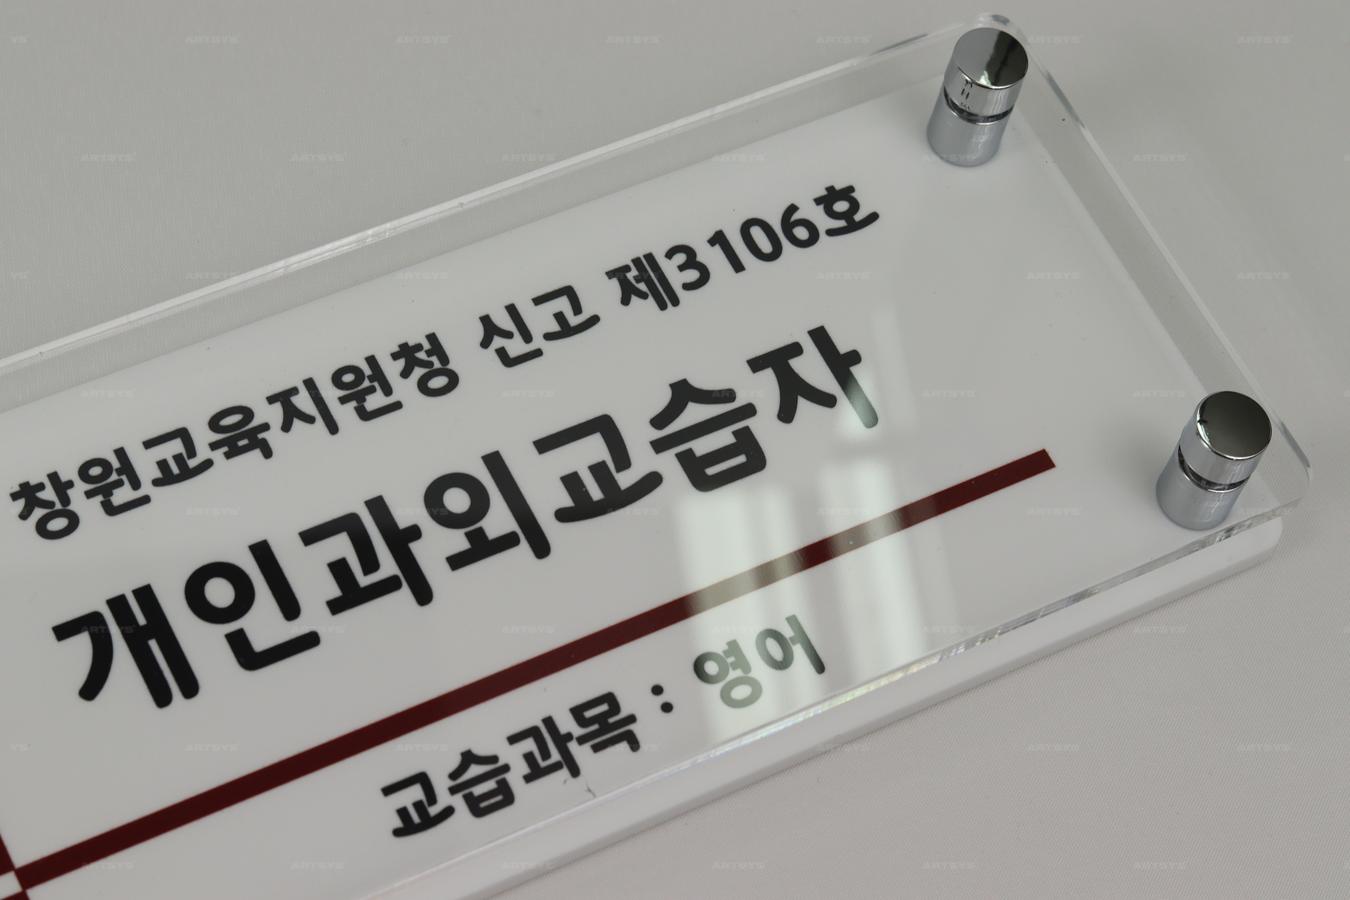 창원교육지원청 신고 제3106호
개인과외교습자
교습과목 : 영어